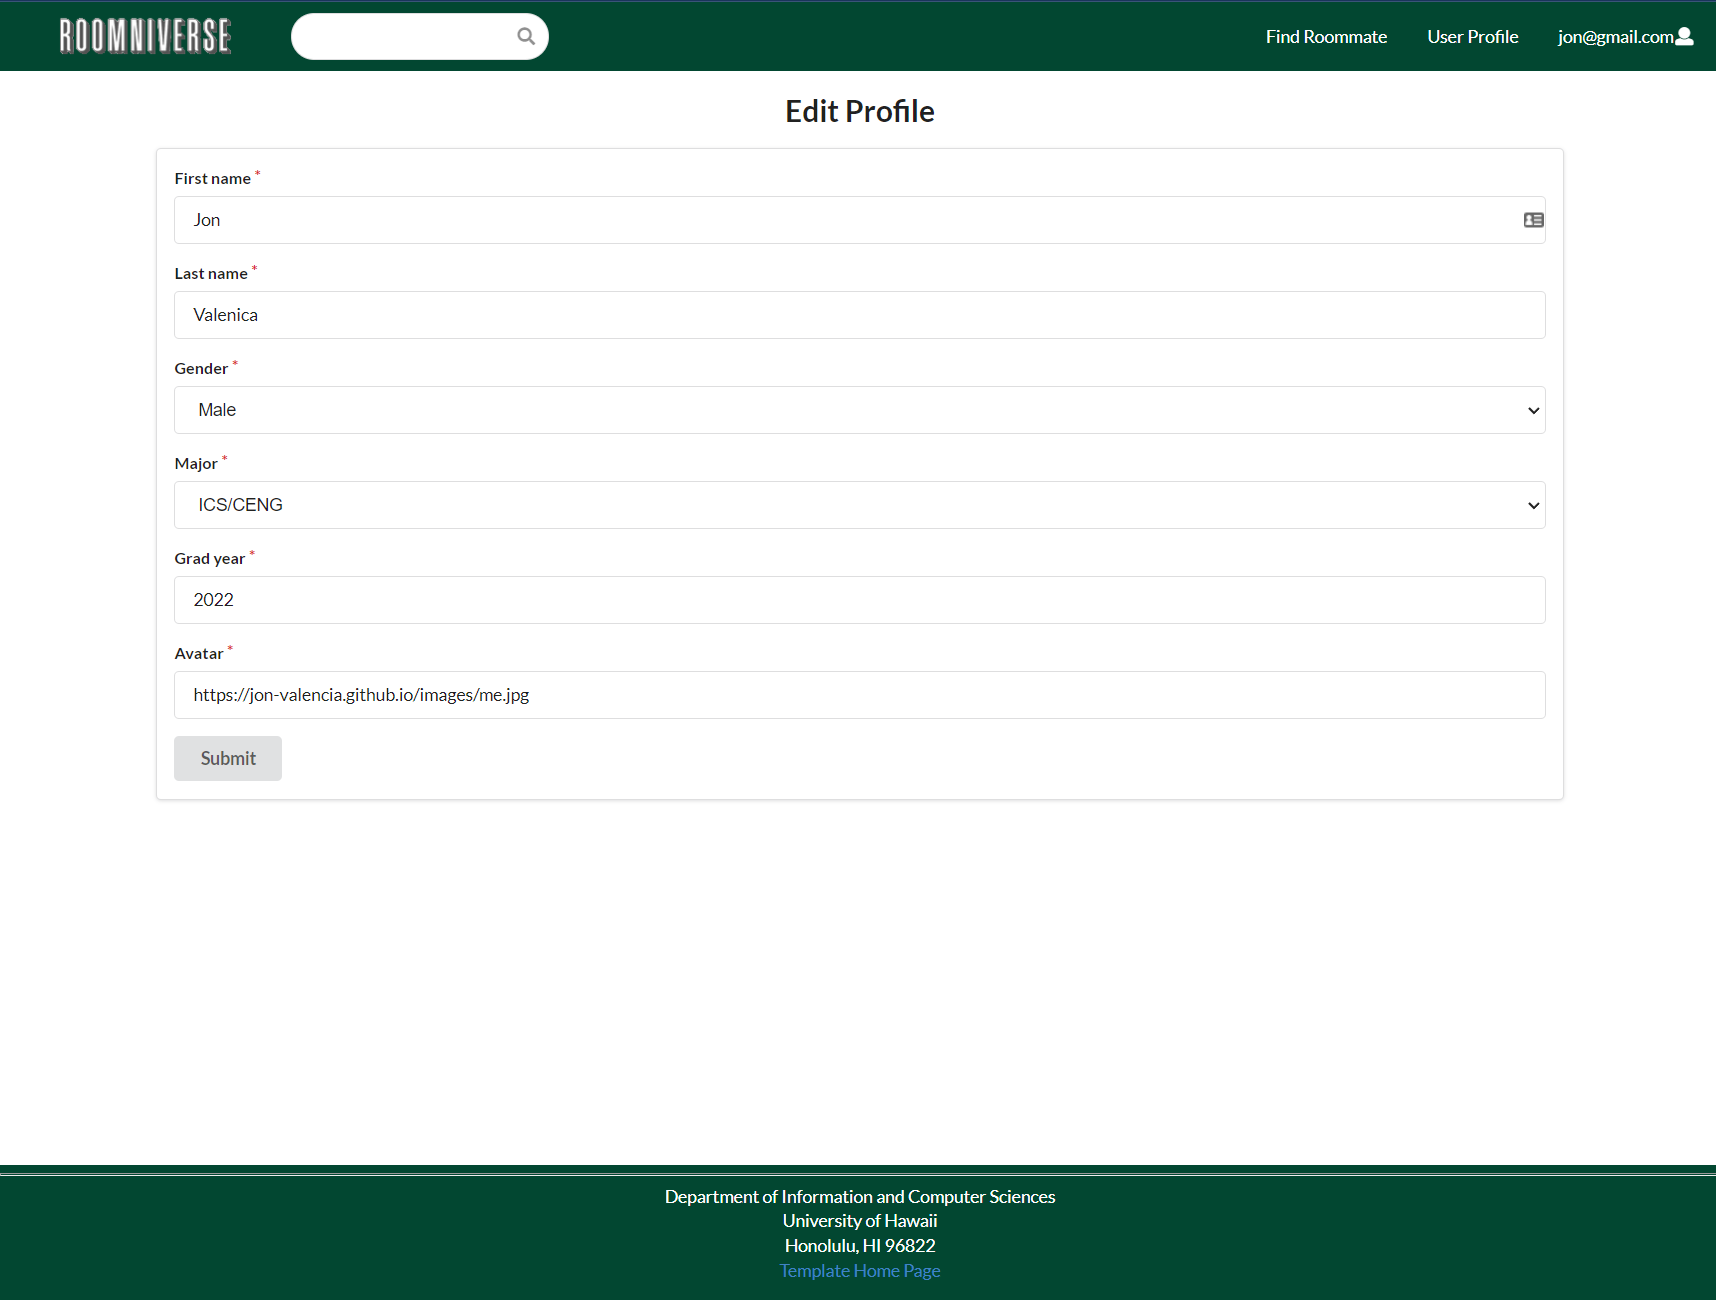 ROOMNIVERSE
Find Roommate
User Profile
jon@gmail.com
Edit Profile
First name *
Jon
Last name *
Valenica
Gender *
Male
Major *
ICS/CENG
Grad year *
2022
Avatar *
https://jon-valencia.github.io/images/me.jpg
Submit
Department of Information and Computer Sciences
University of Hawaii
Honolulu, HI 96822
Template Home Page